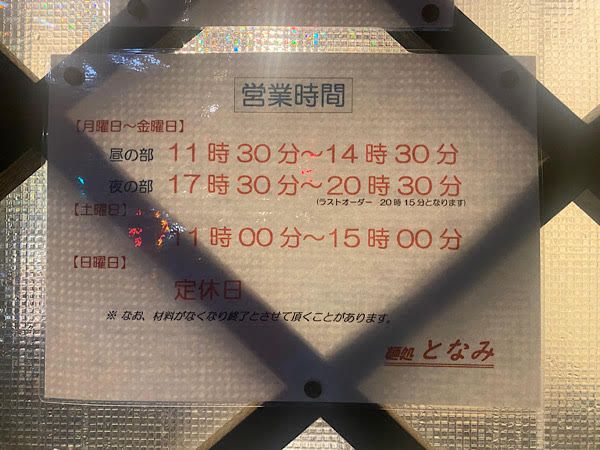 営業時間
【月曜日～金曜日】
昼の部 11時30分～14時30分
夜の部 17時30分～20時30分
(ラストオーダー 20時15分となります)
【土曜日】
11時00分～15時00分
【日曜日】
定休日
※ なお、材料がなくなり終了とさせて頂くことがあります。
麺処 となみ